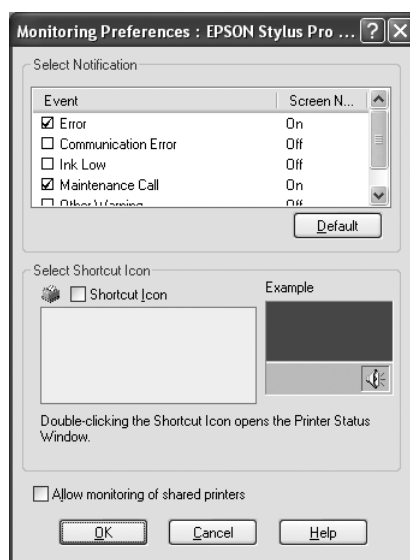 Monitoring Preferences : EPSON Stylus Pro ...
Select Notification
Event Screen N...
Error On
Communication Error Off
Ink Low Off
Maintenance Call On
Other Warning Off
Default
Select Shortcut Icon
Shortcut Icon
Example
Double-clicking the Shortcut Icon opens the Printer Status
Window.
Allow monitoring of shared printers
OK Cancel Help